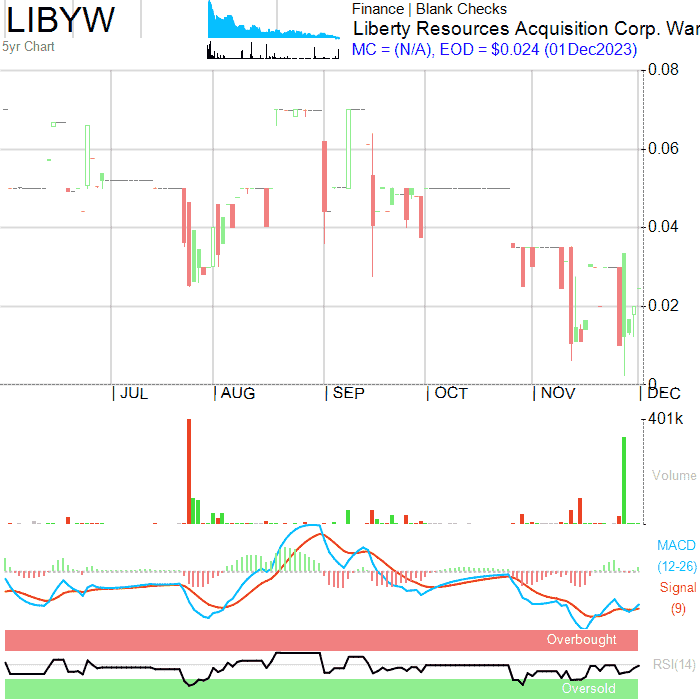 LIBYW
5yr Chart
Finance | Blank Checks
Liberty Resources Acquisition Corp. War
MC = (N/A), EOD = $0.024 (01Dec2023)
0.08
0.06
0.04
0.02
0
| JUL | AUG | SEP | OCT | NOV | DEC
401k
Volume
MACD
(12-26)
Signal
(9)
Overbought
RSI(14)
Oversold